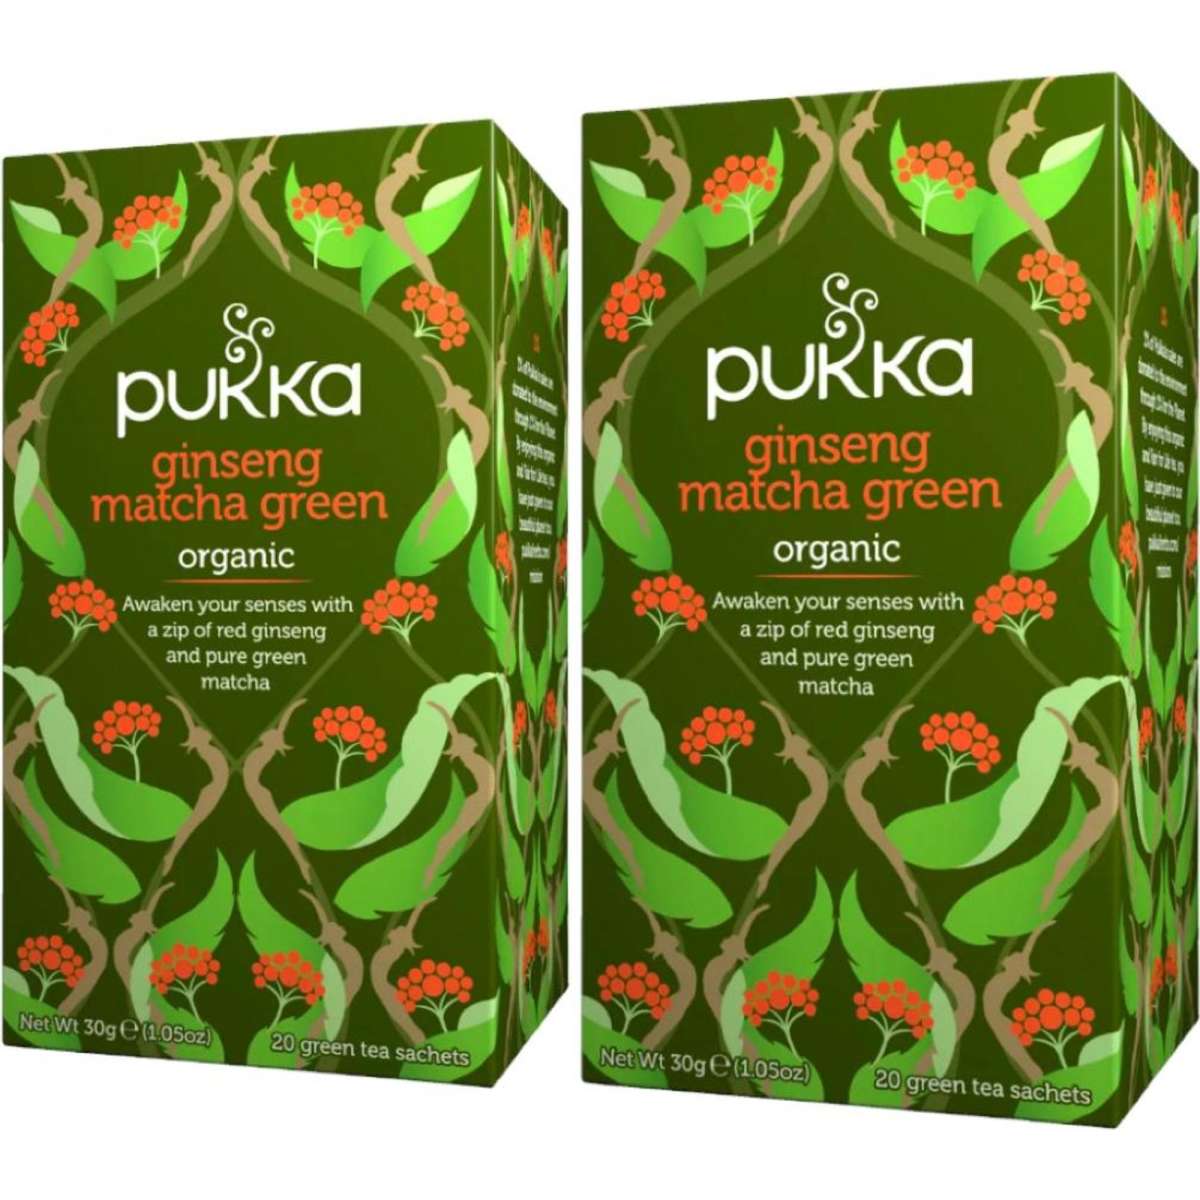 pukka
ginseng
matcha green
organic
Awaken your senses with
a zip of red ginseng
and pure green
matcha
Net Wt 30g ℮ (1.05oz)
20 green tea sachets
pukka
ginseng
matcha green
organic
Awaken your senses with
a zip of red ginseng
and pure green
matcha
Net Wt 30g ℮ (1.05oz)
20 green tea sachets